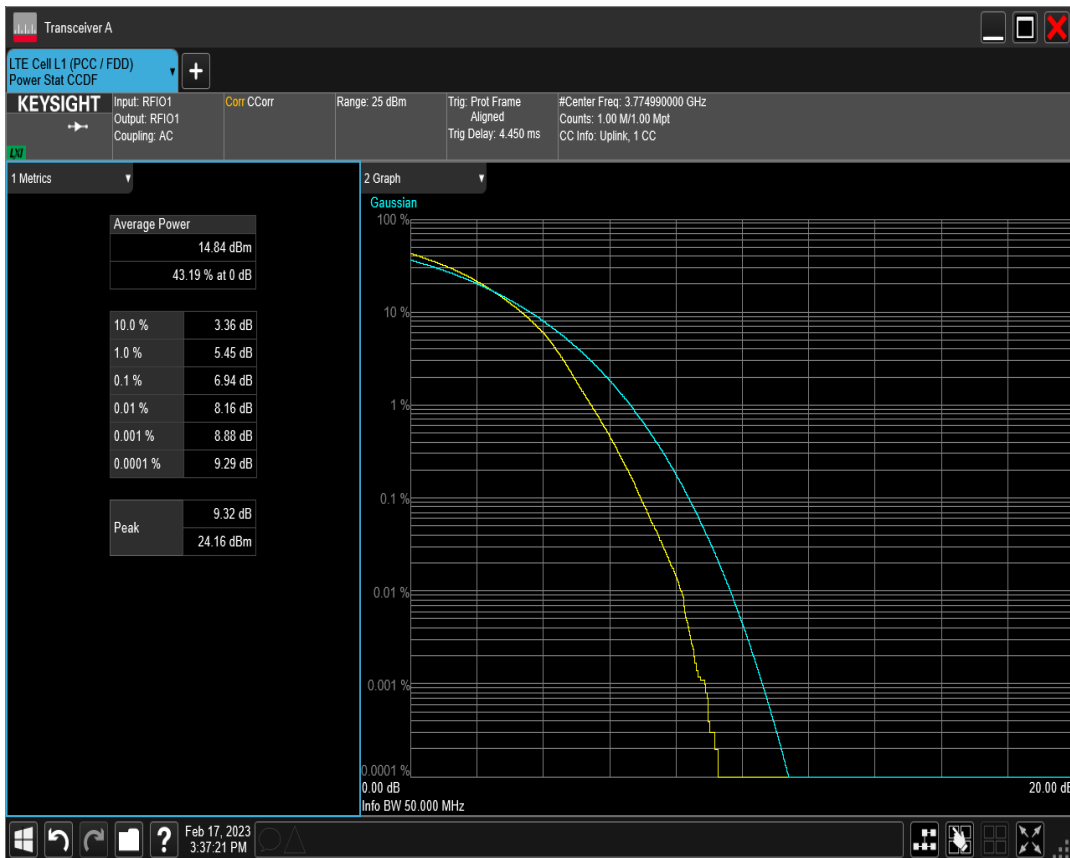 Transceiver A
LTE Cell L1 (PCC / FDD)
Power Stat CCDF
KEYSIGHT
LXI
Input: RFIO1
Output: RFIO1
Coupling: AC
Corr CCorr
Range: 25 dBm
Trig: Prot Frame
Aligned
Trig Delay: 4.450 ms
#Center Freq: 3.774990000 GHz
Counts: 1.00 M/1.00 Mpt
CC Info: Uplink, 1 CC
1 Metrics
Average Power
14.84 dBm
43.19 % at 0 dB
10.0 % 3.36 dB
1.0 % 5.45 dB
0.1 % 6.94 dB
0.01 % 8.16 dB
0.001 % 8.88 dB
0.0001 % 9.29 dB
Peak
9.32 dB
24.16 dBm
2 Graph
Gaussian
100 %
10 %
1 %
0.1 %
0.01 %
0.001 %
0.0001 %
0.00 dB 20.00 dB
Info BW 50.000 MHz
? Feb 17, 2023
3:37:21 PM